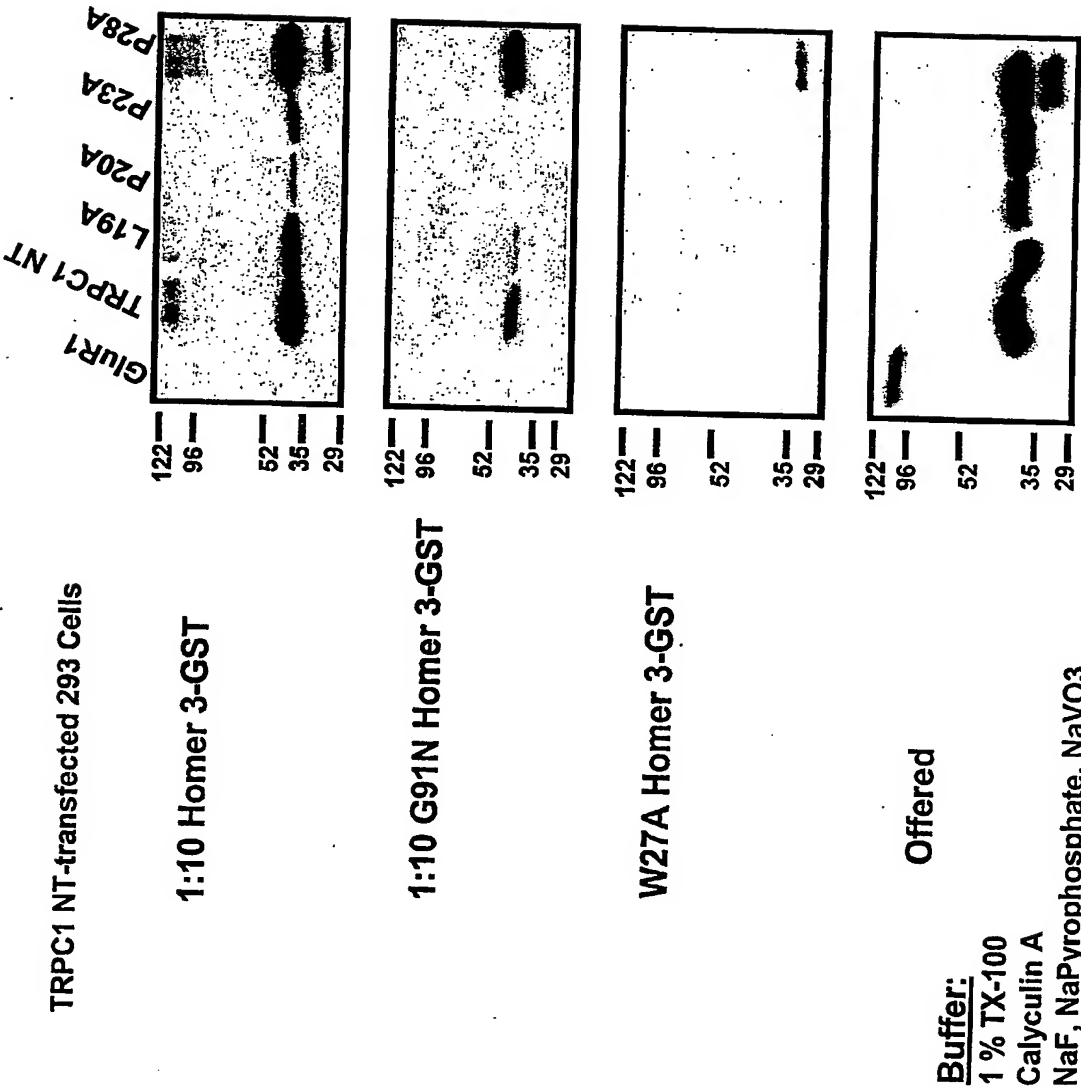 TRPC1 NT-transfected 293 Cells
GluR1
TRPC1 NT
L19A
P20A
P23A
P28A
1:10 Homer 3-GST
122
96
52
35
29
1:10 G91N Homer 3-GST
122
96
52
35
29
W27A Homer 3-GST
122
96
52
35
29
Offered
122
96
52
35
29
Buffer:
1 % TX-100
Calyculin A
NaF, NaPyrophosphate, NaVO3